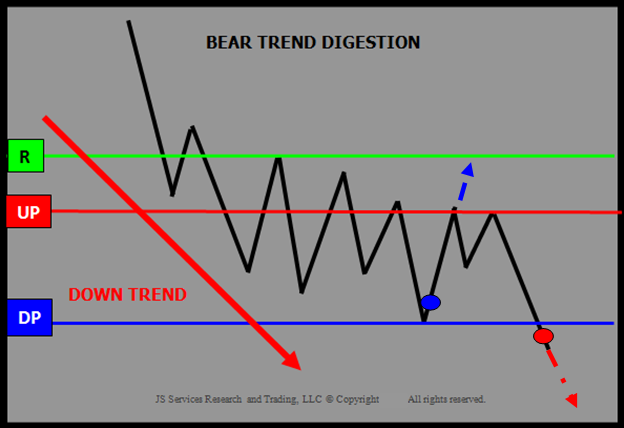 BEAR TREND DIGESTION
R
UP
DOWN TREND
DP
JS Services Research and Trading, LLC © Copyright All rights reserved.